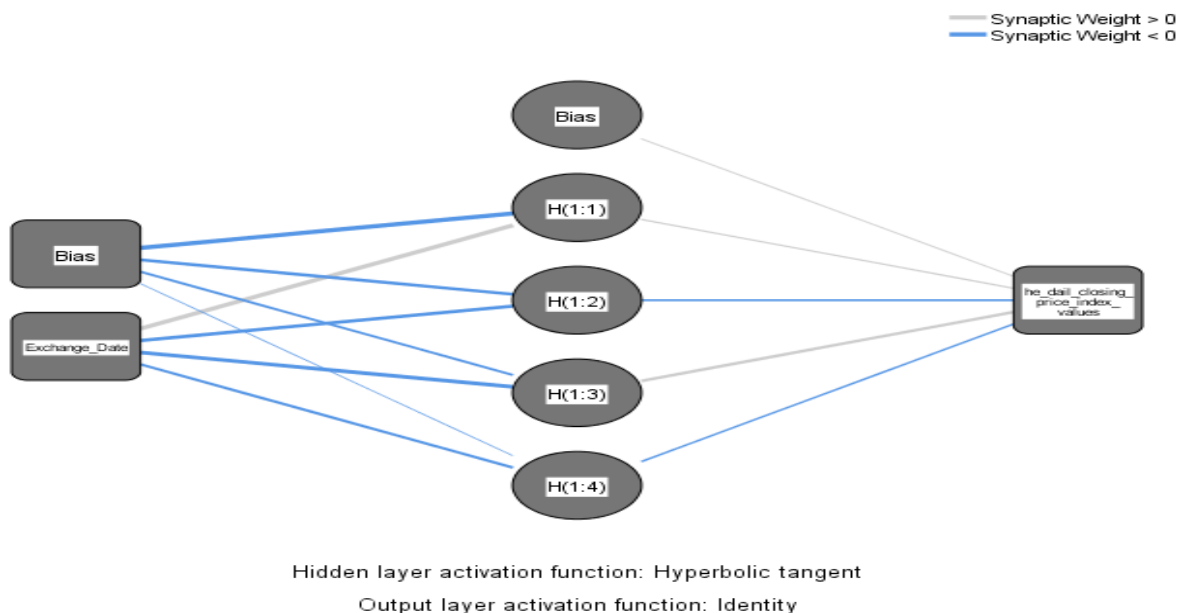 Synaptic Weight > 0
Synaptic Weight < 0
Bias
H(1:1)
Bias
H(1:2)
he_dail_closing_
price_index_
values
Exchange_Date
H(1:3)
H(1:4)
Hidden layer activation function: Hyperbolic tangent
Output layer activation function: Identity